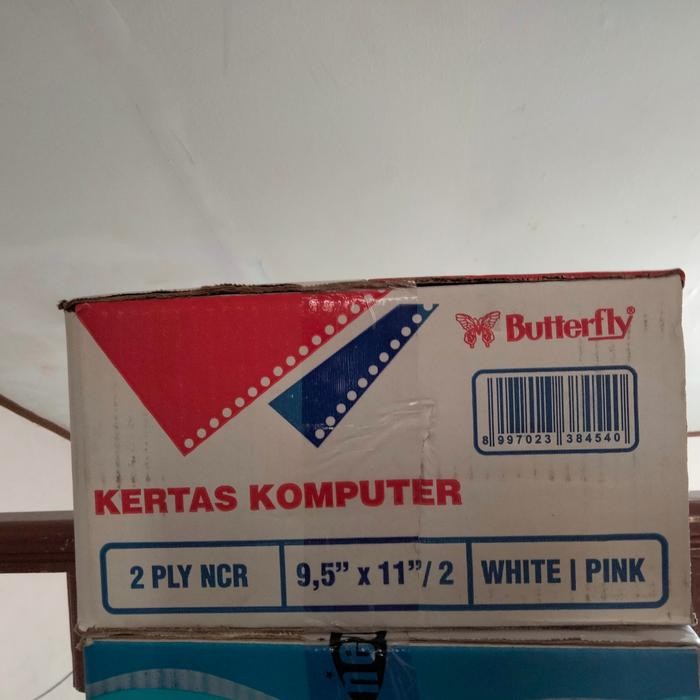 Butterfly®
8 997023 384540
KERTAS KOMPUTER
2 PLY NCR
9,5” x 11”/ 2
WHITE | PINK